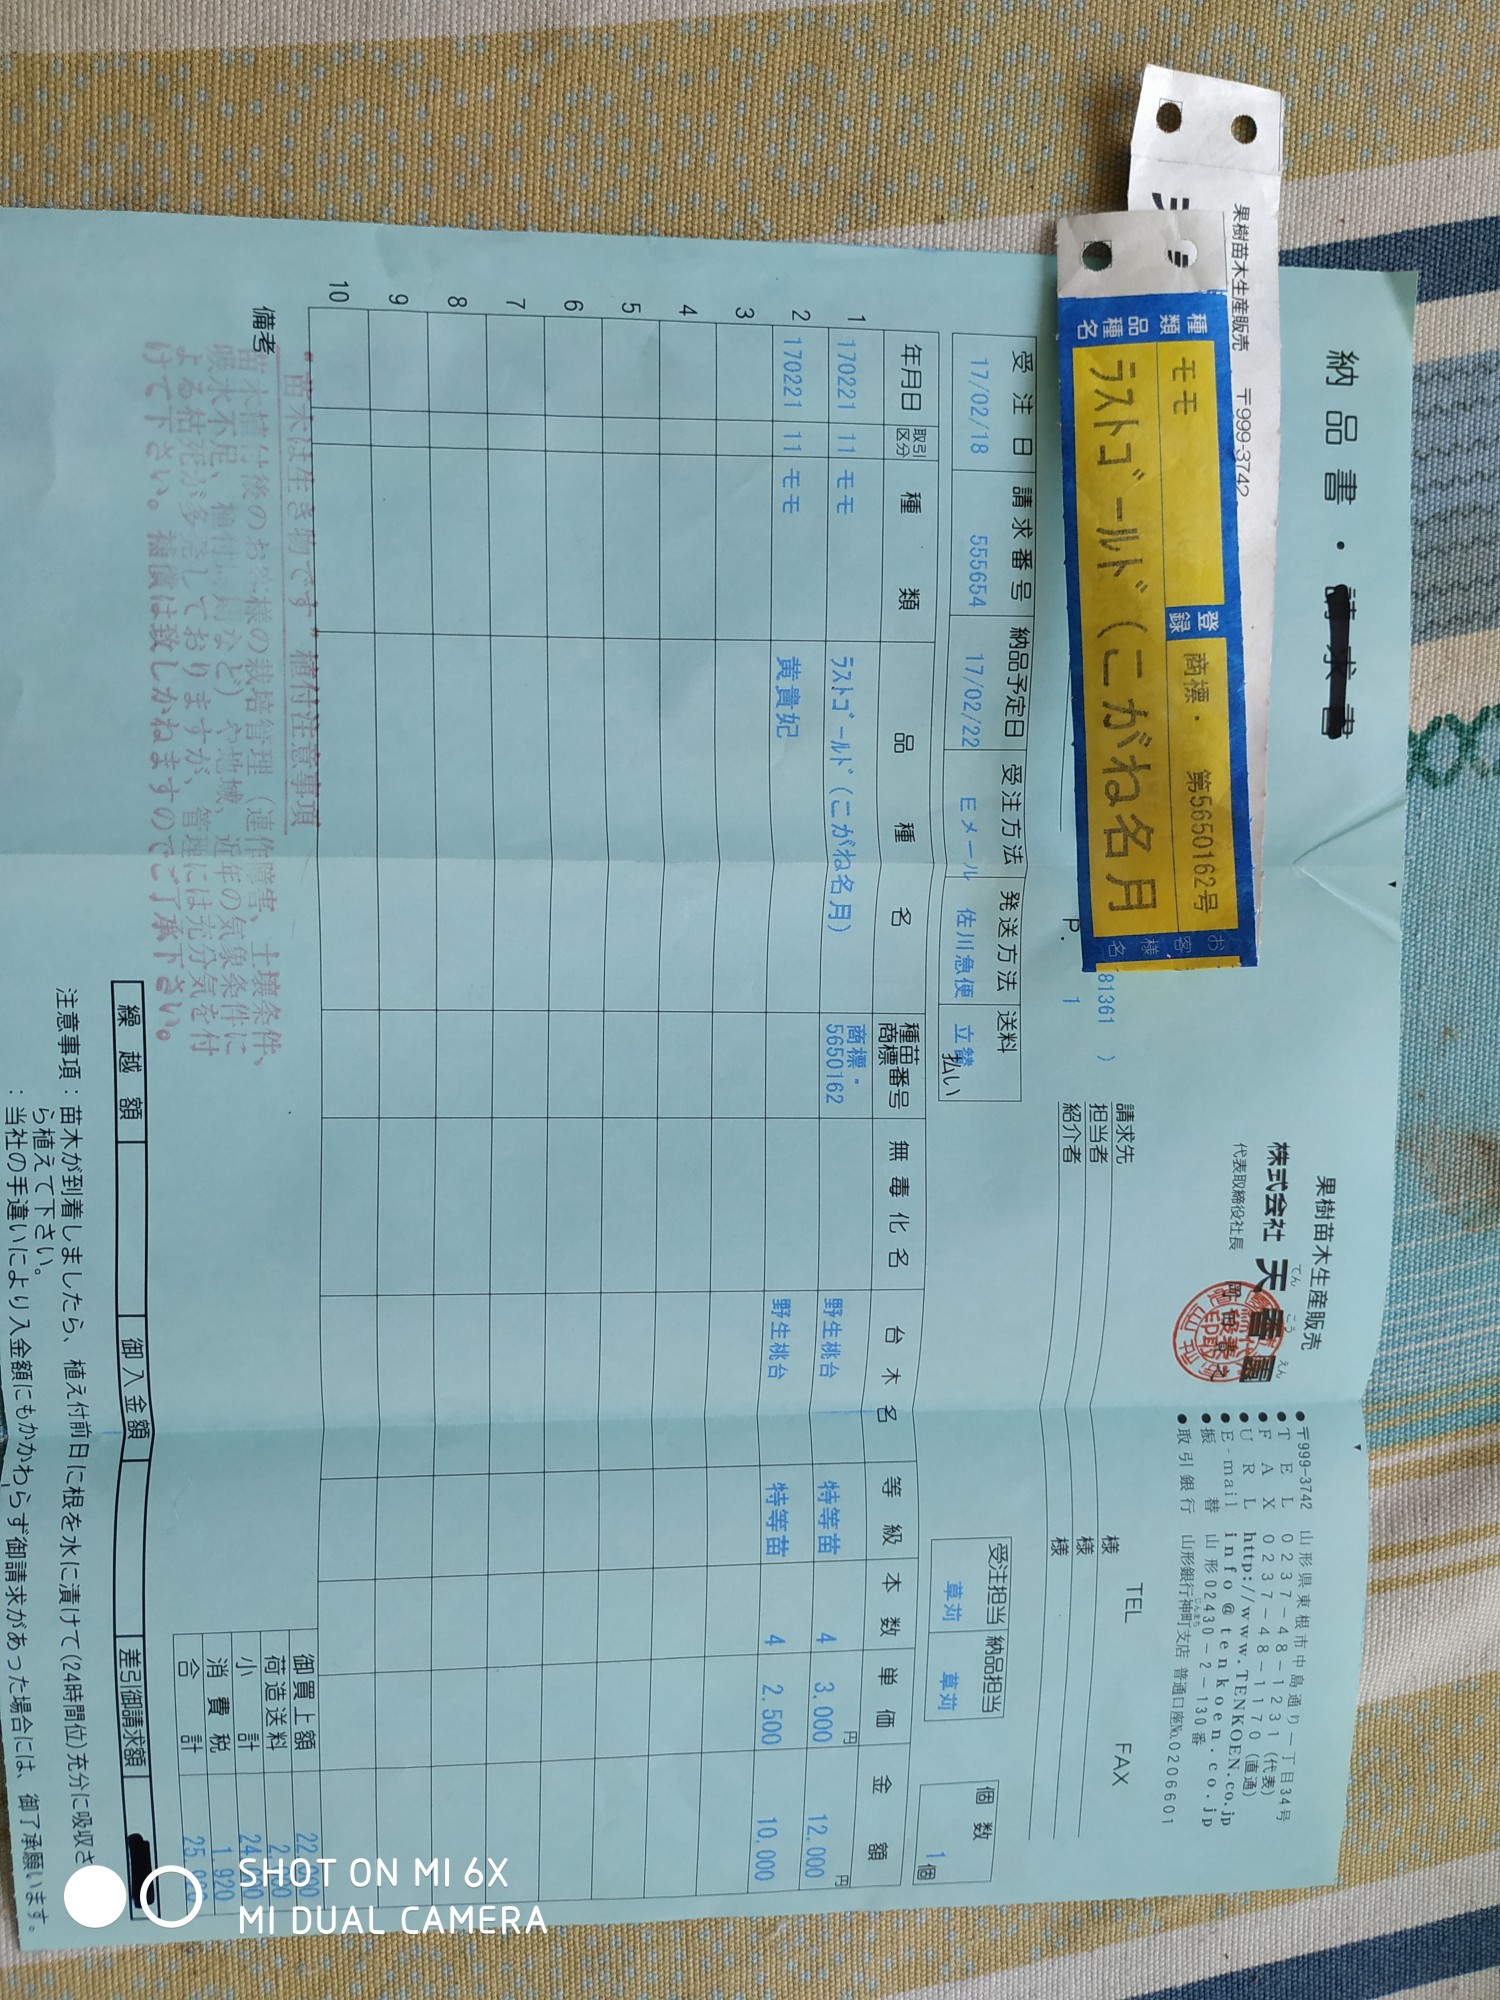 納品書・請求書
果樹苗木生産販売 〒999-3742
種類 モモ 登録 商標・ 第5650162号
品種名 ラストゴールド(こがね名月
お客様名
果樹苗木生産販売
株式会社 天香園
てん こう えん
代表取締役社長
●〒999-3742 山形県東根市中島通り一丁目34号
●TEL 0237-48-1231(代表)
●FAX 0237-48-1170(直通)
●URL http://www.TENKOEN.co.jp
●E-mail info@tenkoen.co.jp
●振替 山形02430-2-130番
●取引銀行 山形銀行神町支店 普通口座No.0206601
じんまち
81361 )
P. 1
請求先 様 TEL FAX
担当者 様
紹介者 様
受注日 請求番号 納品予定日 受注方法 発送方法 送料
17/02/18 555654 17/02/22 Eメール 佐川急便 立替払い
受注担当 納品担当
草苅 草苅
個数
1個
年月日 取引区分 種類 品種名 種苗番号商標番号 無毒化名 台木名 等級 本数 単価 金額
円 円
1 170221 11 モモ ラストゴールド(こがね名月) 商標・5650162 野生桃台 特等苗 4 3,000 12,000
2 170221 11 モモ 黄貴妃 野生桃台 特等苗 4 2,500 10,000
3
4
5
6
7
8
9
10
備考
"苗木は生き物です"植付注意事項
苗木植付け後のお客様の栽培管理(連作障害、土壌条件、
吸水不足、植付時期など)や地域、近年の気象条件に
よる枯死が多発しておりますが、管理には充分気を付
けて下さい。補償は致しかねますのでご了承下さい。
御買上額
荷造送料
小計
消費税 1,920
合計
繰越額 御入金額 差引御請求額
注意事項:苗木が到着しましたら、植え付前日に根を水に漬けて(24時間位)充分に吸収さ
ら植えて下さい。
:当社の手違いにより入金額にもかかわらず御請求があった場合には、御了承願います。
SHOT ON MI 6X
MI DUAL CAMERA